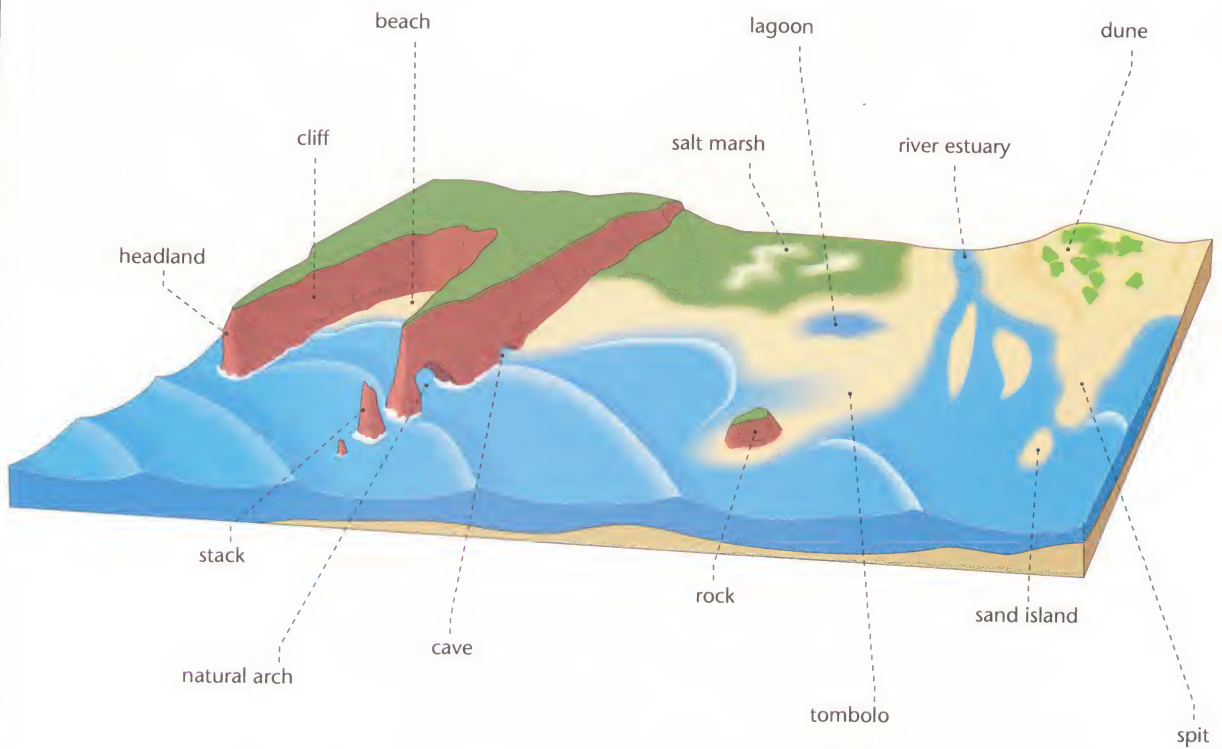 beach
lagoon
dune
cliff
salt marsh
river estuary
headland
stack
rock
sand island
cave
natural arch
tombolo
spit